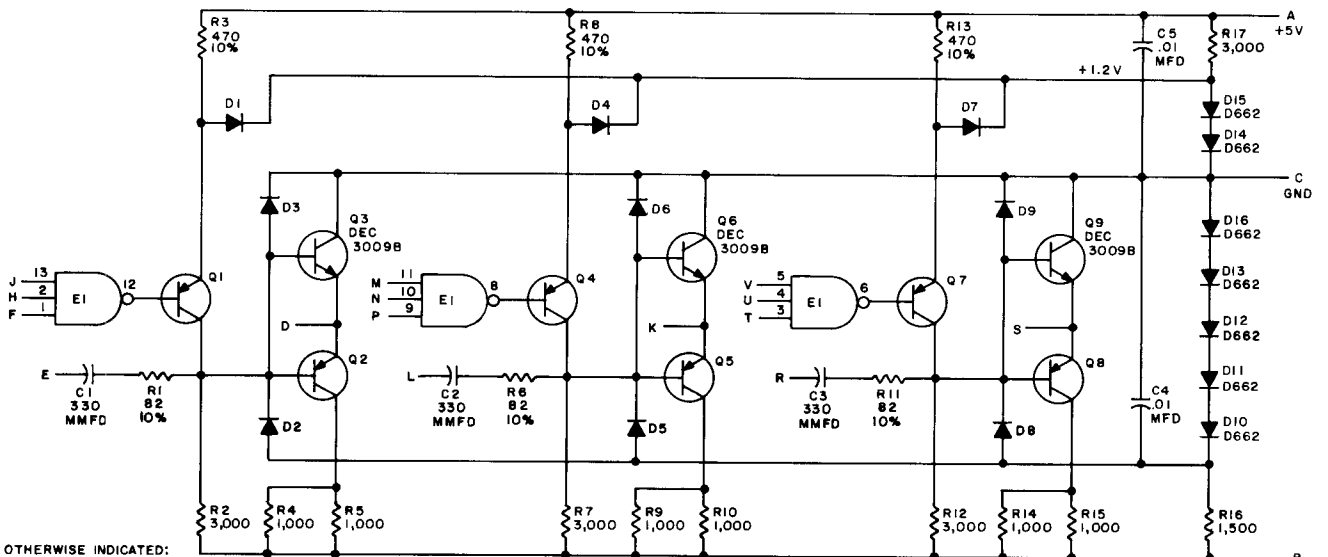 R3
470
10%
R8
470
10%
R13
470
10%
C5
.01
MFD
A
+5V
R17
3,000
+1.2V
D1
D4
D7
D15
D662
D14
D662
C
GND
D3
Q3
DEC
3009B
D6
Q6
DEC
3009B
D9
Q9
DEC
3009B
D16
D662
D13
D662
J 13
H 2
F 1
E1
12
Q1
M 11
N 10
P 9
E1
8
Q4
V 5
U 4
T 3
E1
6
Q7
D
K
S
D12
D662
Q2
Q5
Q8
E
C1
330
MMFD
R1
82
10%
L
C2
330
MMFD
R6
82
10%
R
C3
330
MMFD
R11
82
10%
D11
D662
C4
.01
MFD
D2
D5
D8
D10
D662
R2
3,000
R4
1,000
R5
1,000
R7
3,000
R9
1,000
R10
1,000
R12
3,000
R14
1,000
R15
1,000
R16
1,500
OTHERWISE INDICATED: